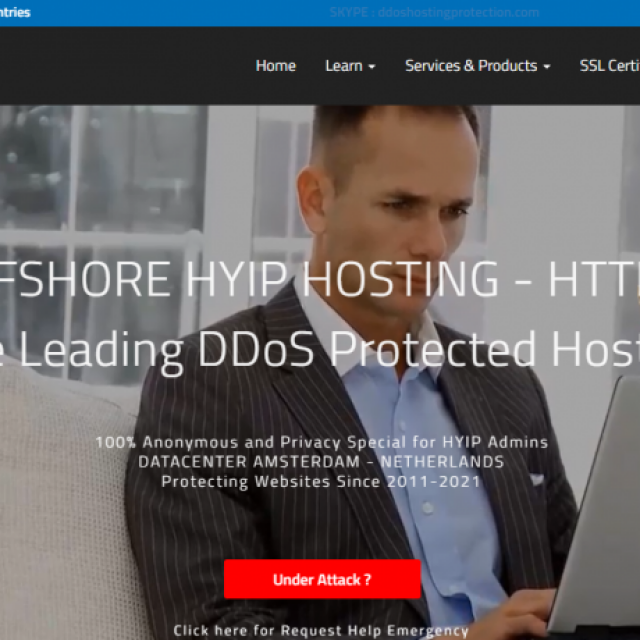 ntries
SKYPE : ddoshostingprotection.com
Home Learn Services & Products SSL Certi
FSHORE HYIP HOSTING - HTT
e Leading DDoS Protected Host
100% Anonymous and Privacy Special for HYIP Admins
DATACENTER AMSTERDAM - NETHERLANDS
Protecting Websites Since 2011-2021
Under Attack ?
Click here for Request Help Emergency